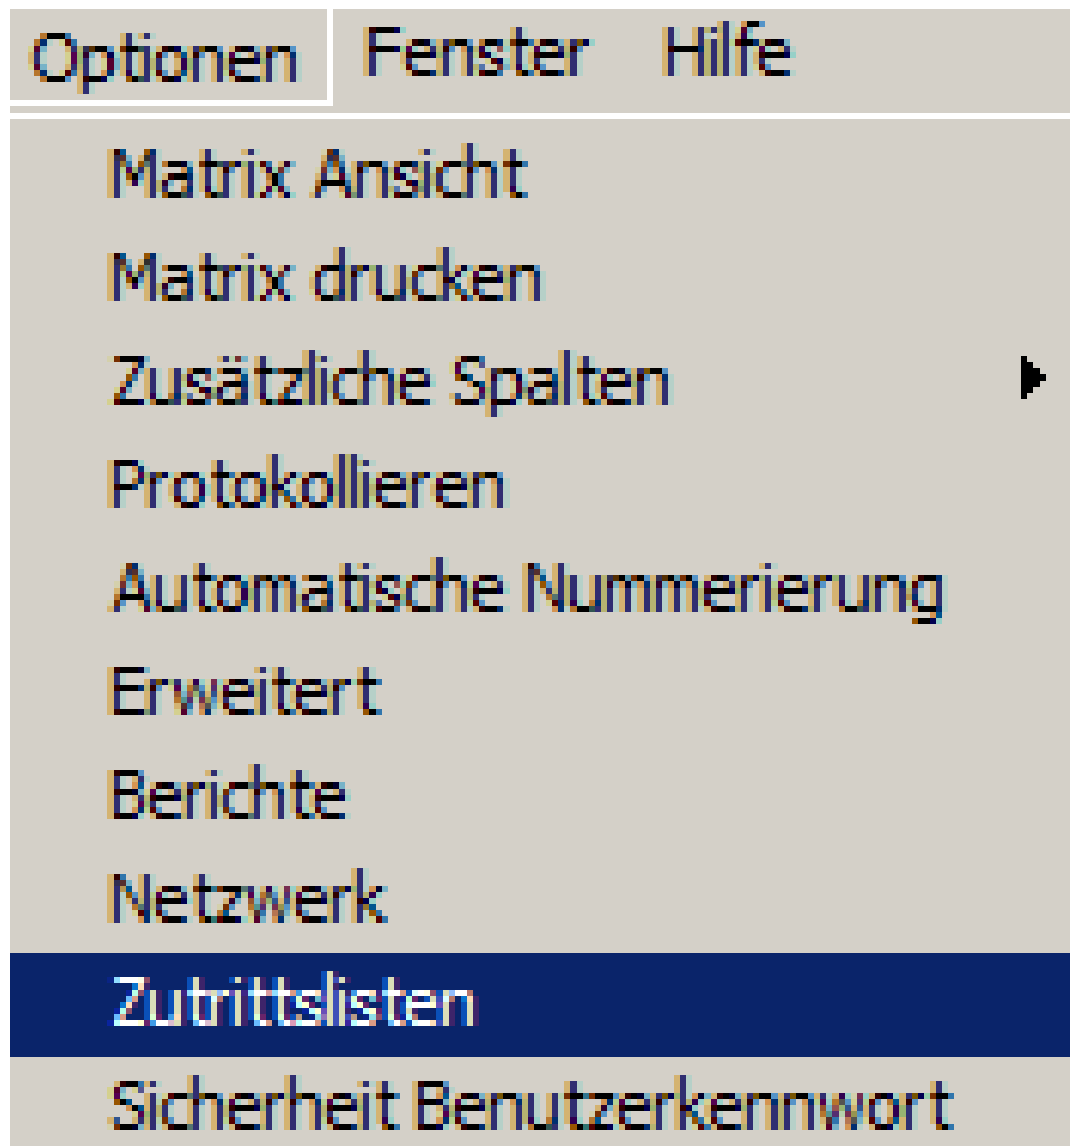 Optionen Fenster Hilfe
Matrix Ansicht
Matrix drucken
Zusätzliche Spalten
Protokollieren
Automatische Nummerierung
Erweitert
Berichte
Netzwerk
Zutrittslisten
Sicherheit Benutzerkennwort